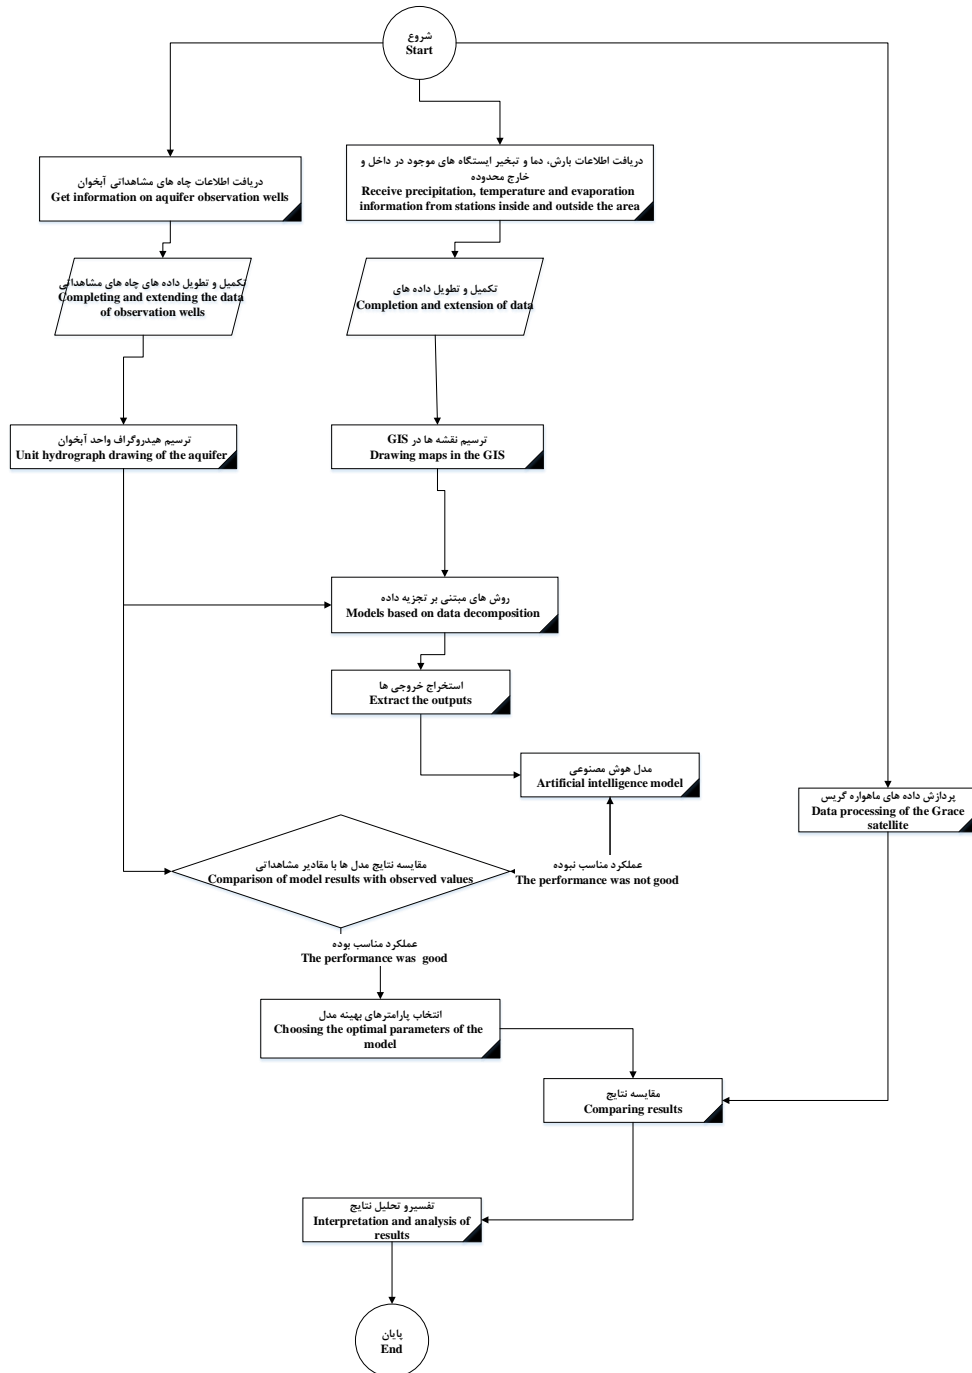 شروع
Start
دریافت اطلاعات چاه های مشاهداتی آبخوان
Get information on aquifer observation wells
دریافت اطلاعات بارش، دما و تبخیر ایستگاه های موجود در داخل و
خارج محدوده
Receive precipitation, temperature and evaporation
information from stations inside and outside the area
تکمیل و تطویل داده های چاه های مشاهداتی
Completing and extending the data
of observation wells
تکمیل و تطویل داده های
Completion and extension of data
ترسیم هیدروگراف واحد آبخوان
Unit hydrograph drawing of the aquifer
ترسیم نقشه ها در GIS
Drawing maps in the GIS
روش های مبتنی بر تجزیه داده
Models based on data decomposition
استخراج خروجی ها
Extract the outputs
مدل هوش مصنوعی
Artificial intelligence model
پردازش داده های ماهواره گریس
Data processing of the Grace
satellite
مقایسه نتایج مدل ها با مقادیر مشاهداتی
Comparison of model results with observed values
عملکرد مناسب نبوده
The performance was not good
عملکرد مناسب بوده
The performance was good
انتخاب پارامترهای بهینه مدل
Choosing the optimal parameters of the
model
مقایسه نتایج
Comparing results
تفسیرو تحلیل نتایج
Interpretation and analysis of
results
پایان
End